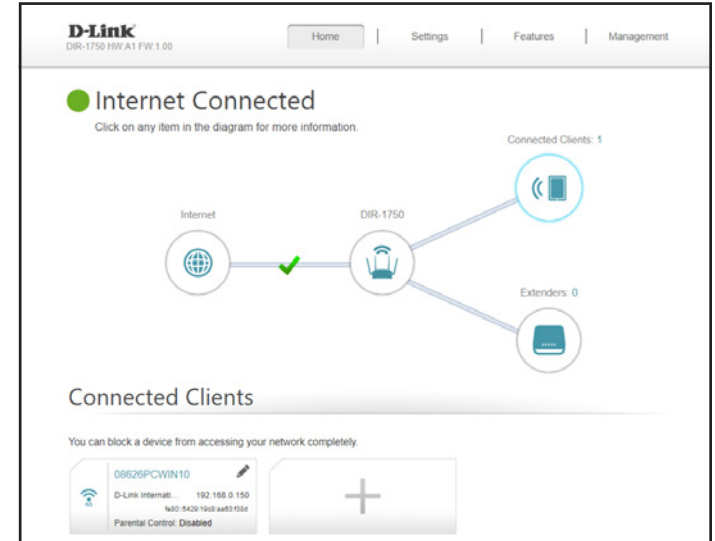 D-Link
DIR-1750 HW:A1 FW:1.00
Home | Settings | Features | Management
Internet Connected
Click on any item in the diagram for more information.
Connected Clients: 1
Internet
DIR-1750
Extenders: 0
Connected Clients
You can block a device from accessing your network completely.
08626PCWIN10
D-Link Internati... 192.168.0.150
Parental Control: Disabled